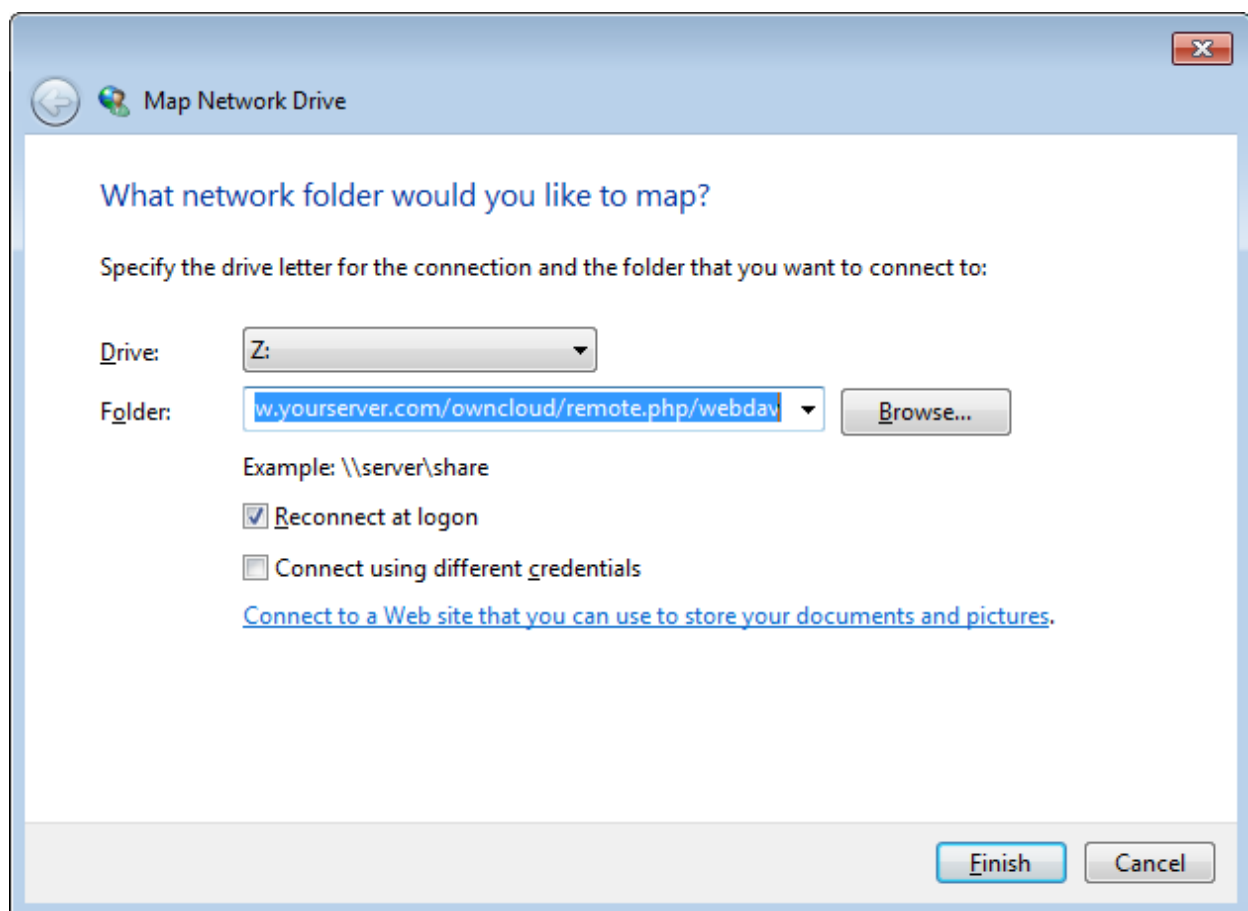 Map Network Drive
What network folder would you like to map?
Specify the drive letter for the connection and the folder that you want to connect to:
Drive: Z:
Folder: w.yourserver.com/owncloud/remote.php/webdav Browse...
Example: \\server\share
Reconnect at logon
Connect using different credentials
Connect to a Web site that you can use to store your documents and pictures.
Finish Cancel